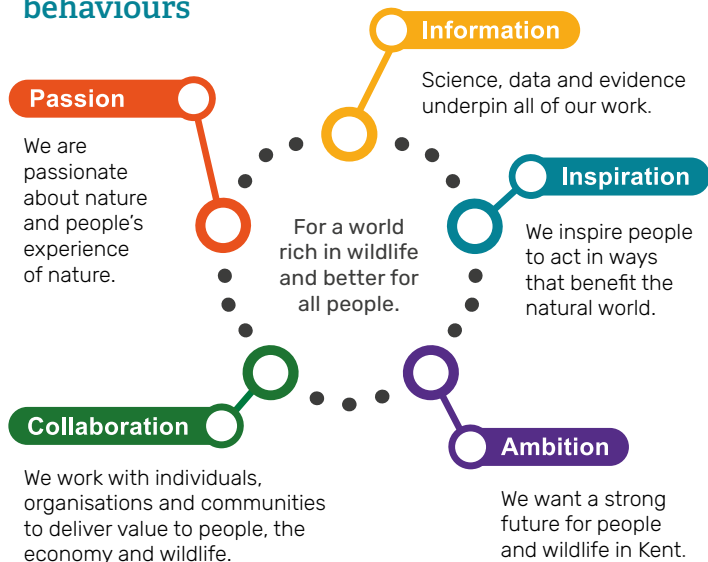 behaviours
Information
Science, data and evidence
underpin all of our work.
Passion
We are
passionate
about nature
and people's
experience
of nature.
Inspiration
We inspire people
to act in ways
that benefit the
natural world.
For a world
rich in wildlife
and better for
all people.
Collaboration
We work with individuals,
organisations and communities
to deliver value to people, the
economy and wildlife.
Ambition
We want a strong
future for people
and wildlife in Kent.